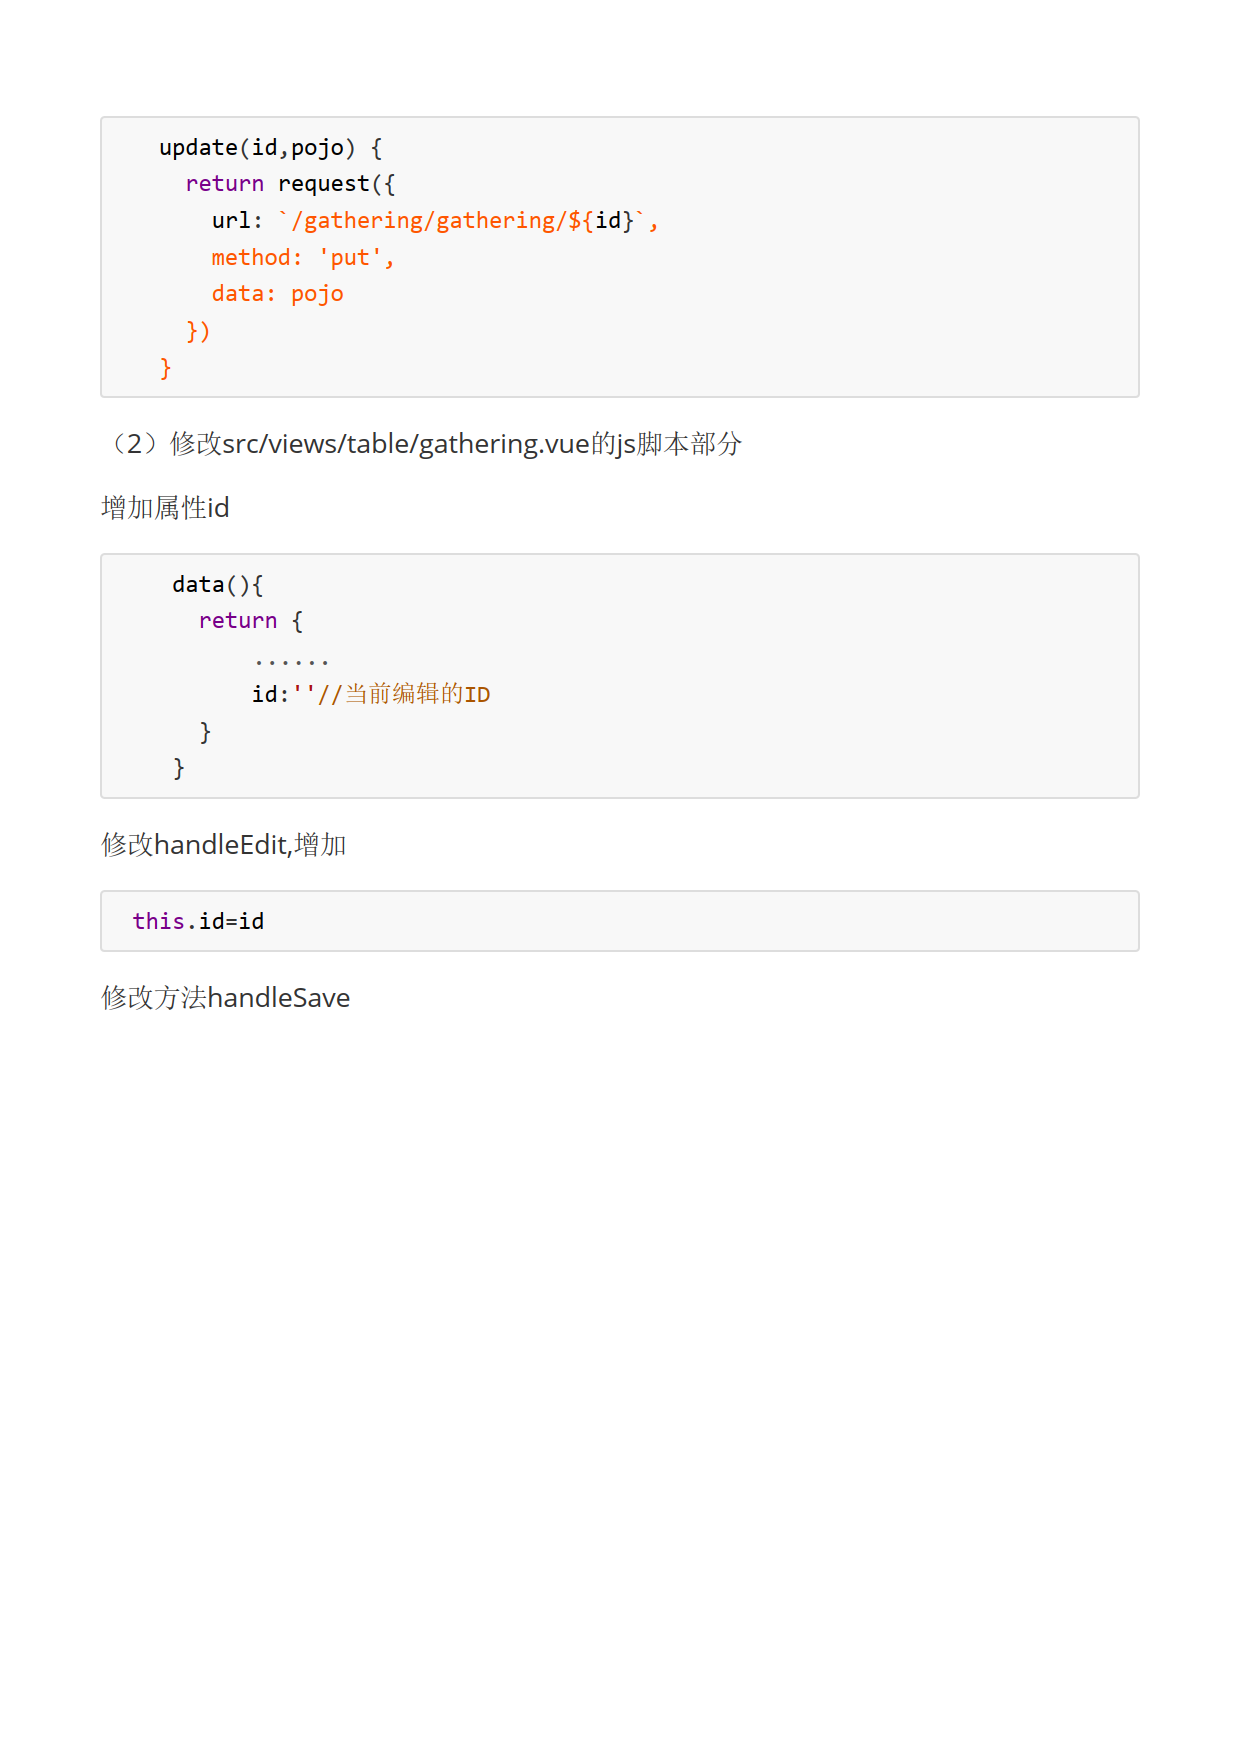 update(id,pojo) {
return request({
url: `/gathering/gathering/${id}`,
method: 'put',
data: pojo
})
}
（2）修改src/views/table/gathering.vue的js脚本部分
增加属性id
data(){
return {
......
id:''//当前编辑的ID
}
}
修改handleEdit,增加
this.id=id
修改方法handleSave